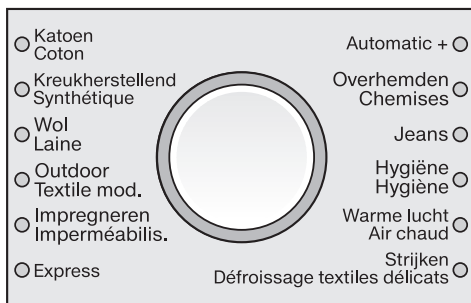 Katoen
Coton
Kreukherstellend
Synthétique
Wol
Laine
Outdoor
Textile mod.
Impregneren
Imperméabilis.
Express
Automatic +
Overhemden
Chemises
Jeans
Hygiëne
Hygiène
Warme lucht
Air chaud
Strijken
Défroissage textiles délicats